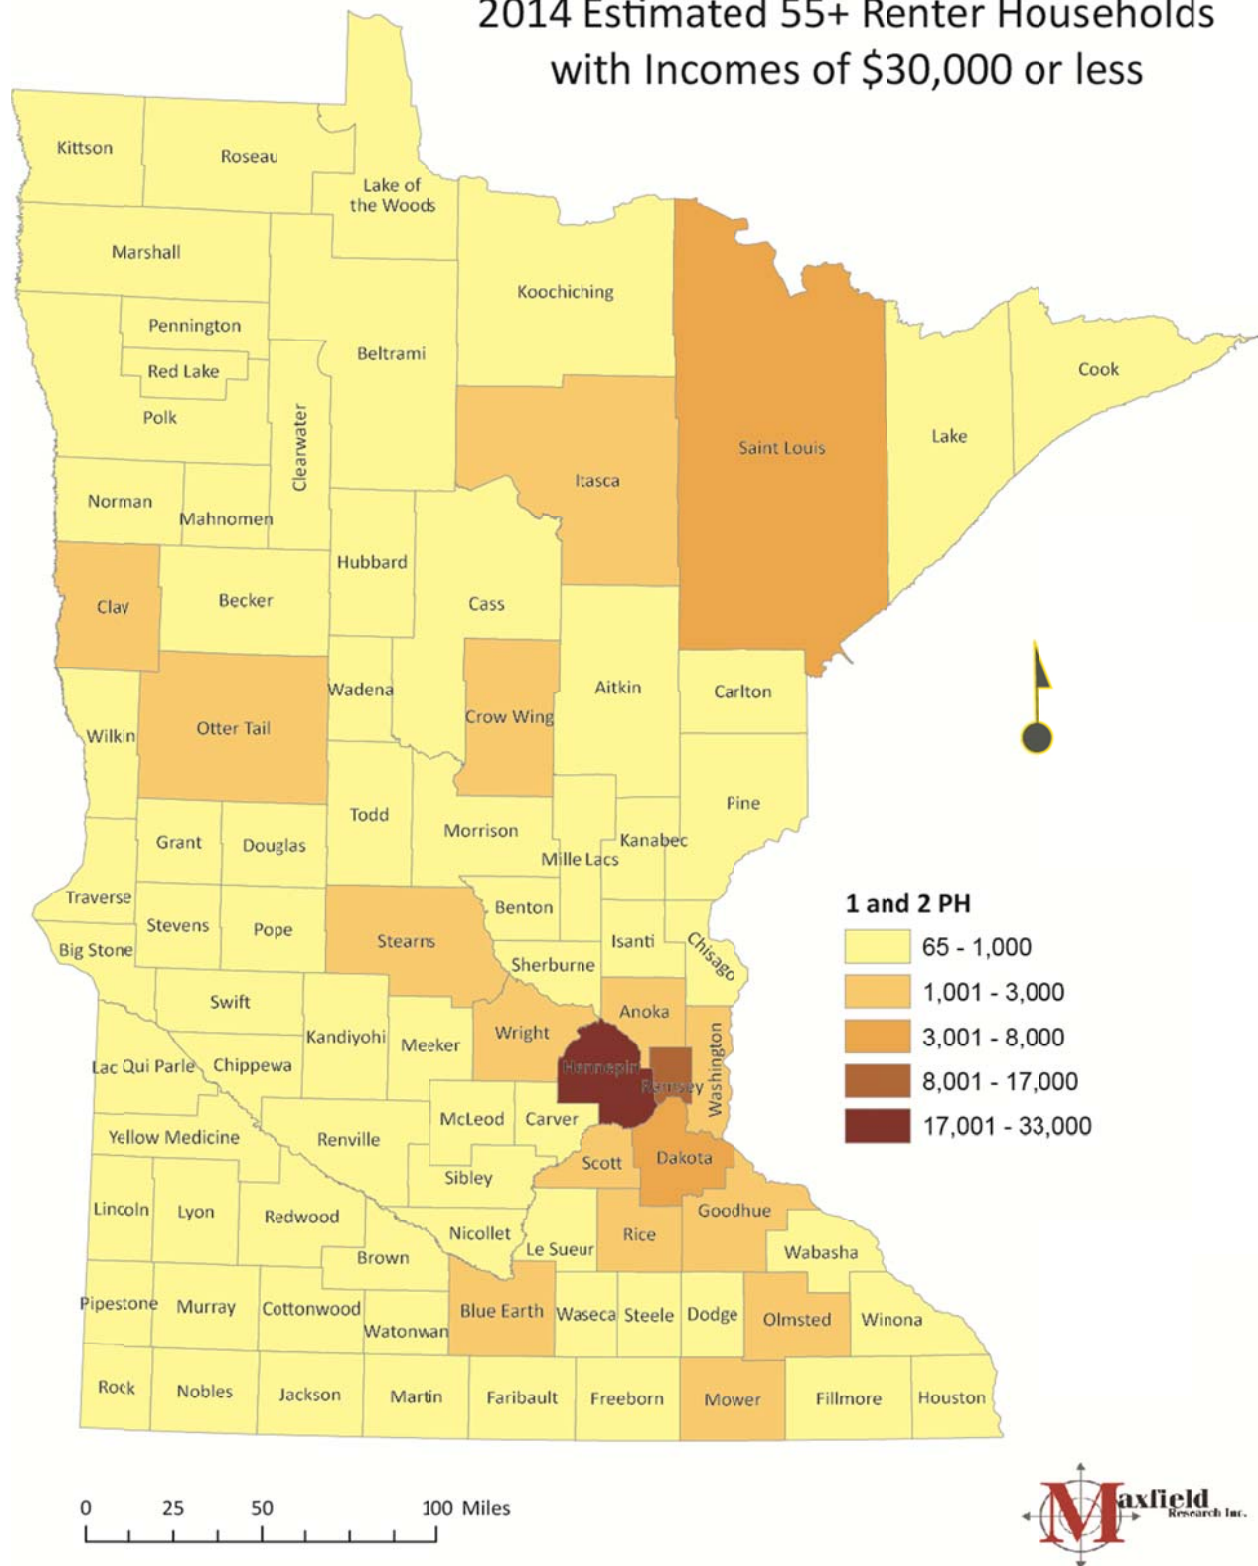 2014 Estimated 55+ Renter Households
with Incomes of $30,000 or less
Kittson
Roseau
Lake of
the Woods
Marshall
Koochiching
Pennington
Beltrami
Red Lake
Cook
Polk
Clearwater
Lake
Saint Louis
Itasca
Norman
Mahnomen
Hubbard
Clay
Becker
Cass
Wadena
Aitkin
Carlton
Crow Wing
Otter Tail
Wilkin
Todd
Pine
Morrison
Grant
Douglas
Kanabec
Mille Lacs
Traverse
Benton
Stevens
Pope
Stearns
Isanti
Chisago
Big Stone
Sherburne
Swift
Anoka
Kandiyohi
Wright
Meeker
Washington
Lac Qui Parle
Chippewa
Hennepin
Ramsey
McLeod
Carver
Yellow Medicine
Renville
Scott
Dakota
Sibley
Lincoln
Lyon
Redwood
Goodhue
Nicollet
Rice
Le Sueur
Wabasha
Brown
Pipestone
Murray
Cottonwood
Watonwan
Blue Earth
Waseca
Steele
Dodge
Olmsted
Winona
Rock
Nobles
Jackson
Martin
Faribault
Freeborn
Mower
Fillmore
Houston
1 and 2 PH
65 - 1,000
1,001 - 3,000
3,001 - 8,000
8,001 - 17,000
17,001 - 33,000
0 25 50 100 Miles
Maxfield
Research Inc.